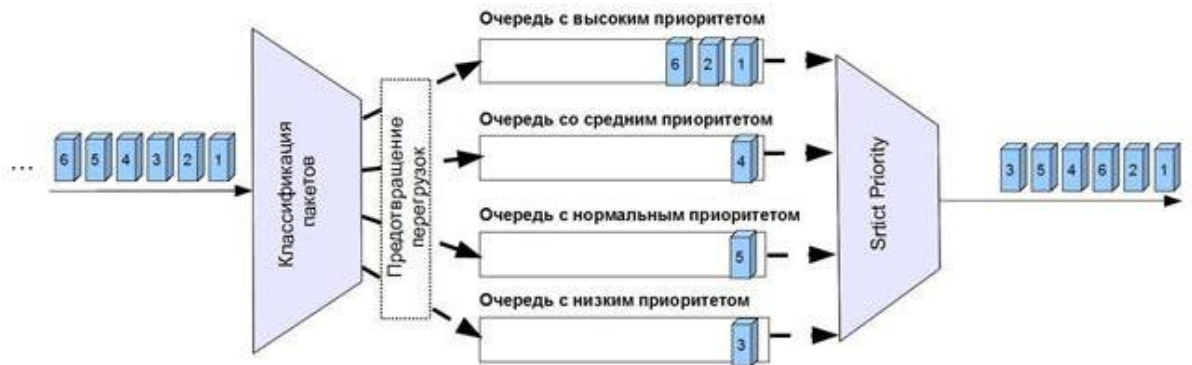 Очередь с высоким приоритетом
6 2 1
Очередь со средним приоритетом
4
... 6 5 4 3 2 1
Классификация
пакетов
Предотвращение
перегрузок
Очередь с нормальным приоритетом
5
Очередь с низким приоритетом
3
Srtict Priority
3 5 4 6 2 1